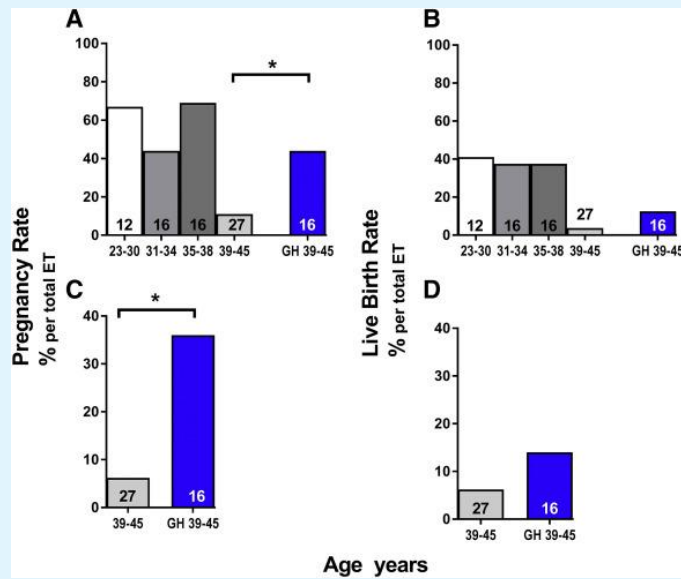 A
Pregnancy Rate
% per total ET
100
80
60
40
20
0
12
16
16
27
16
*
23-30 31-34 35-38 39-45 GH 39-45
B
Live Birth Rate
% per total ET
100
80
60
40
20
0
12
16
16
27
16
23-30 31-34 35-38 39-45 GH 39-45
C
40
30
20
10
0
*
27
16
39-45 GH 39-45
D
40
30
20
10
0
27
16
39-45 GH 39-45
Age years